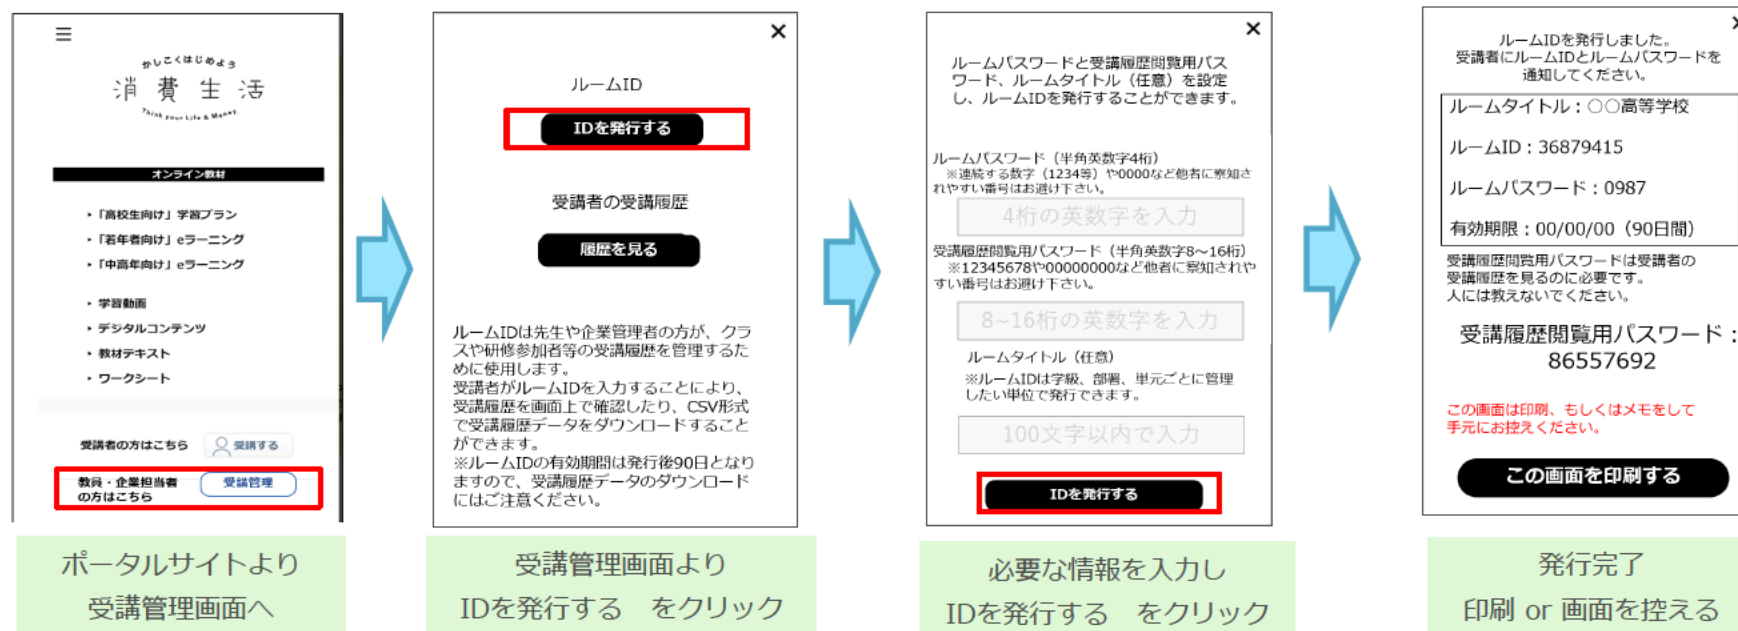 かしこくはじめよう
消費生活
Think your Life & Money
オンライン教材
・「高校生向け」学習プラン
・「若年者向け」eラーニング
・「中高年向け」eラーニング
・学習動画
・デジタルコンテンツ
・教材テキスト
・ワークシート
受講者の方はこちら 受講する
教員・企業担当者
の方はこちら
受講管理
ポータルサイトより
受講管理画面へ
×
ルームID
IDを発行する
受講者の受講履歴
履歴を見る
ルームIDは先生や企業管理者の方が、クラ
スや研修参加者等の受講履歴を管理するた
めに使用します。
受講者がルームIDを入力することにより、
受講履歴を画面上で確認したり、CSV形式
で受講履歴データをダウンロードすること
ができます。
※ルームIDの有効期間は発行後90日となり
ますので、受講履歴データのダウンロード
にはご注意ください。
受講管理画面より
IDを発行する　をクリック
×
ルームパスワードと受講履歴閲覧用パス
ワード、ルームタイトル（任意）を設定
し、ルームIDを発行することができます。
ルームパスワード（半角英数字4桁）
※連続する数字（1234等）や0000など他者に察知さ
れやすい番号はお避け下さい。
4桁の英数字を入力
受講履歴閲覧用パスワード（半角英数字8～16桁）
※12345678や00000000など他者に察知されや
すい番号はお避け下さい。
8~16桁の英数字を入力
ルームタイトル（任意）
※ルームIDは学級、部署、単元ごとに管理
したい単位で発行できます。
100文字以内で入力
IDを発行する
必要な情報を入力し
IDを発行する　をクリック
×
ルームIDを発行しました。
受講者にルームIDとルームパスワードを
通知してください。
ルームタイトル：〇〇高等学校
ルームID：36879415
ルームパスワード：0987
有効期限：00/00/00（90日間）
受講履歴閲覧用パスワードは受講者の
受講履歴を見るのに必要です。
人には教えないでください。
受講履歴閲覧用パスワード：
86557692
この画面は印刷、もしくはメモをして
手元にお控えください。
この画面を印刷する
発行完了
印刷 or 画面を控える